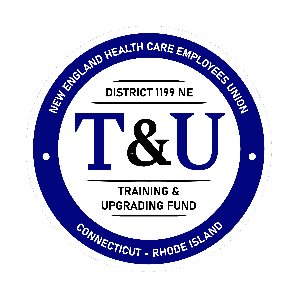 NEW ENGLAND HEALTH CARE EMPLOYEES UNION
DISTRICT 1199 NE
T&U
TRAINING &
UPGRADING FUND
CONNECTICUT - RHODE ISLAND